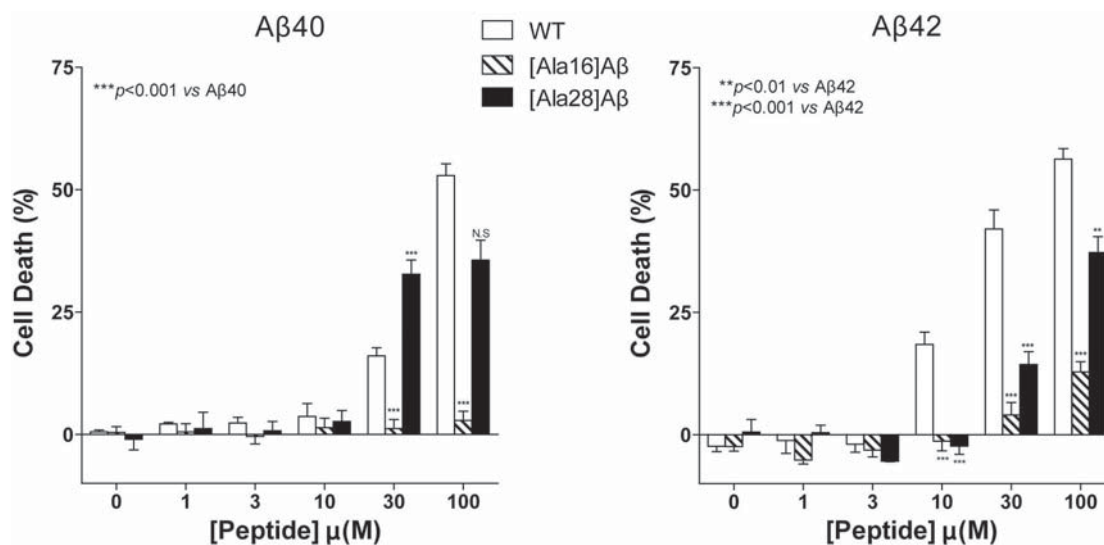 Aβ40
WT
[Ala16]Aβ
[Ala28]Aβ
Aβ42
***p<0.001 vs Aβ40
75
50
25
0
Cell Death (%)
***
***
***
N.S
0 1 3 10 30 100
[Peptide] μ(M)
**p<0.01 vs Aβ42
***p<0.001 vs Aβ42
75
50
25
0
Cell Death (%)
***
***
***
***
***
**
0 1 3 10 30 100
[Peptide] μ(M)